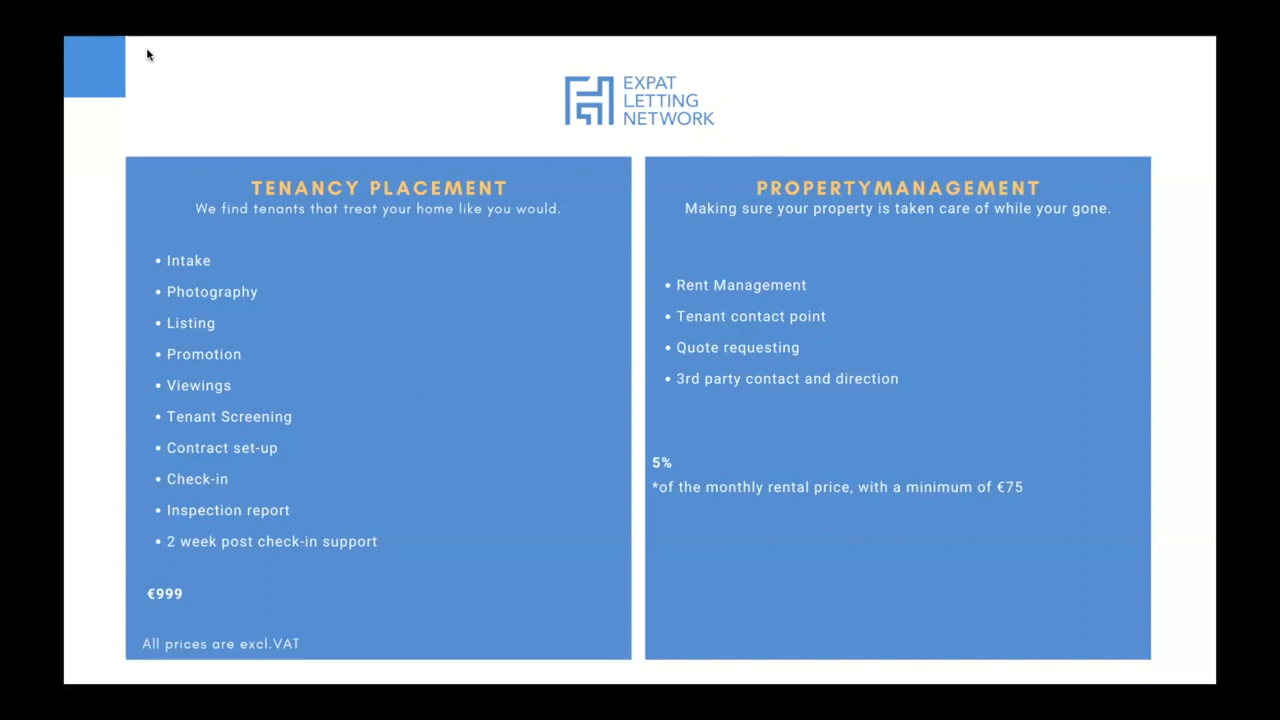 EXPAT
LETTING
NETWORK
TENANCY PLACEMENT
We find tenants that treat your home like you would.
• Intake
• Photography
• Listing
• Promotion
• Viewings
• Tenant Screening
• Contract set-up
• Check-in
• Inspection report
• 2 week post check-in support
€999
All prices are excl.VAT
PROPERTYMANAGEMENT
Making sure your property is taken care of while your gone.
• Rent Management
• Tenant contact point
• Quote requesting
• 3rd party contact and direction
5%
*of the monthly rental price, with a minimum of €75